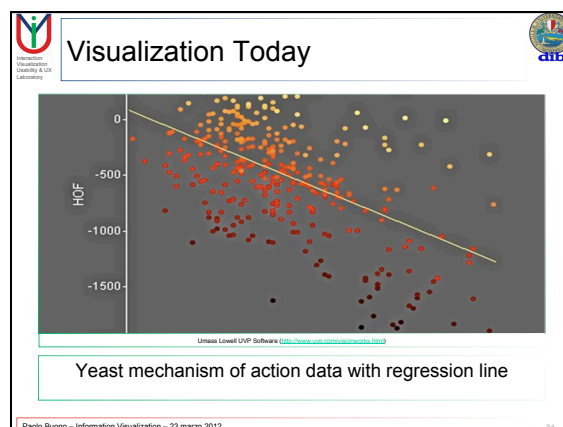 Interaction
Visualization
Usability & UX
Laboratory
Visualization Today
dib
0
-500
-1000
-1500
HOF
Umass Lowell UVP Software (http://www.uvp.com/visionworks.html)
Yeast mechanism of action data with regression line
Paolo Buono – Information Visualization – 23 marzo 2012